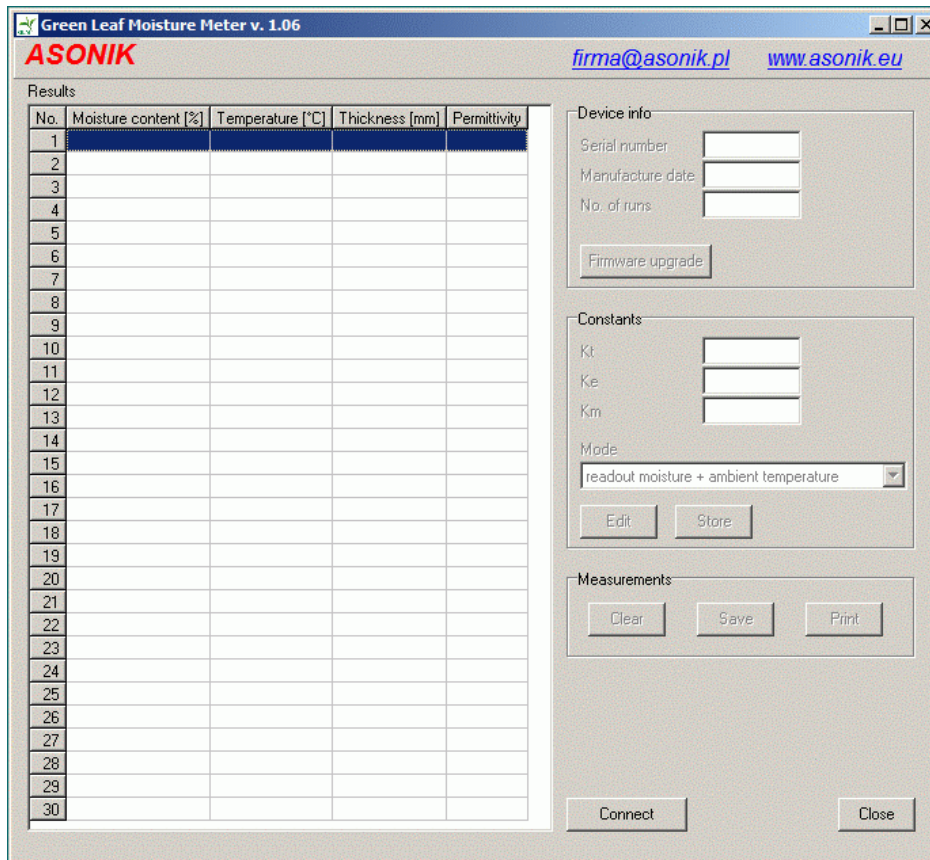 Green Leaf Moisture Meter v. 1.06
ASONIK
firma@asonik.pl www.asonik.eu
Results
No. Moisture content [%] Temperature [°C] Thickness [mm] Permittivity
1
2
3
4
5
6
7
8
9
10
11
12
13
14
15
16
17
18
19
20
21
22
23
24
25
26
27
28
29
30
Device info
Serial number
Manufacture date
No. of runs
Firmware upgrade
Constants
Kt
Ke
Km
Mode
readout moisture + ambient temperature
Edit Store
Measurements
Clear Save Print
Connect Close